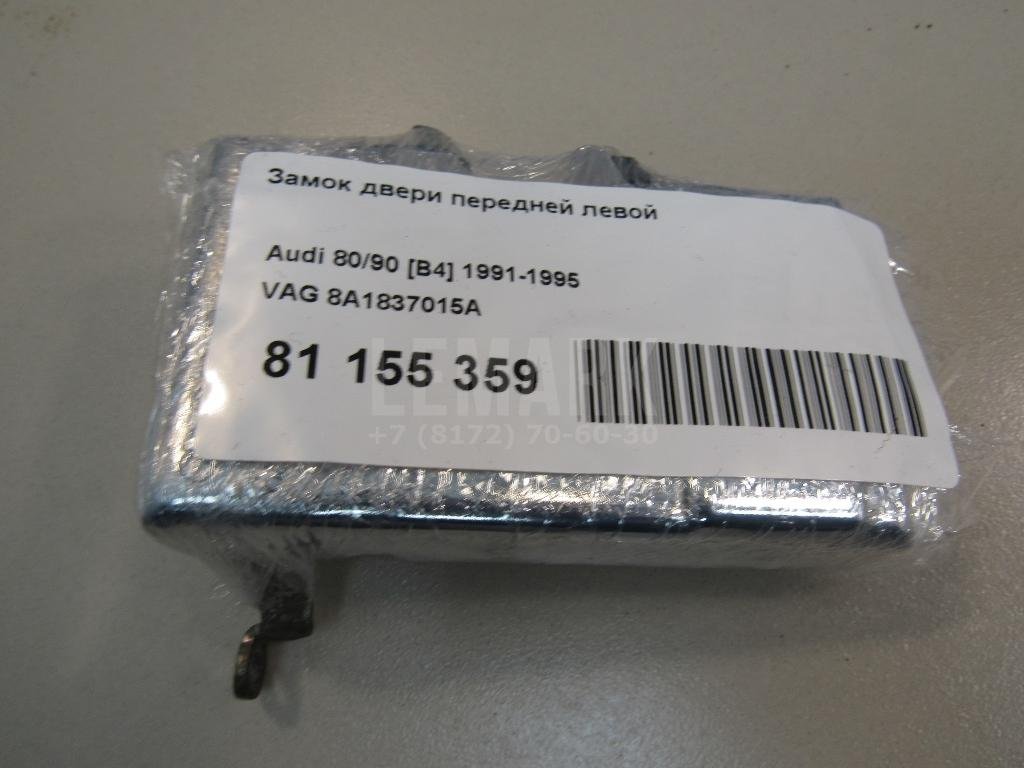 Замок двери передней левой
Audi 80/90 [B4] 1991-1995
VAG 8A1837015A
81 155 359
LEMARK
+7 (8172) 70-60-30